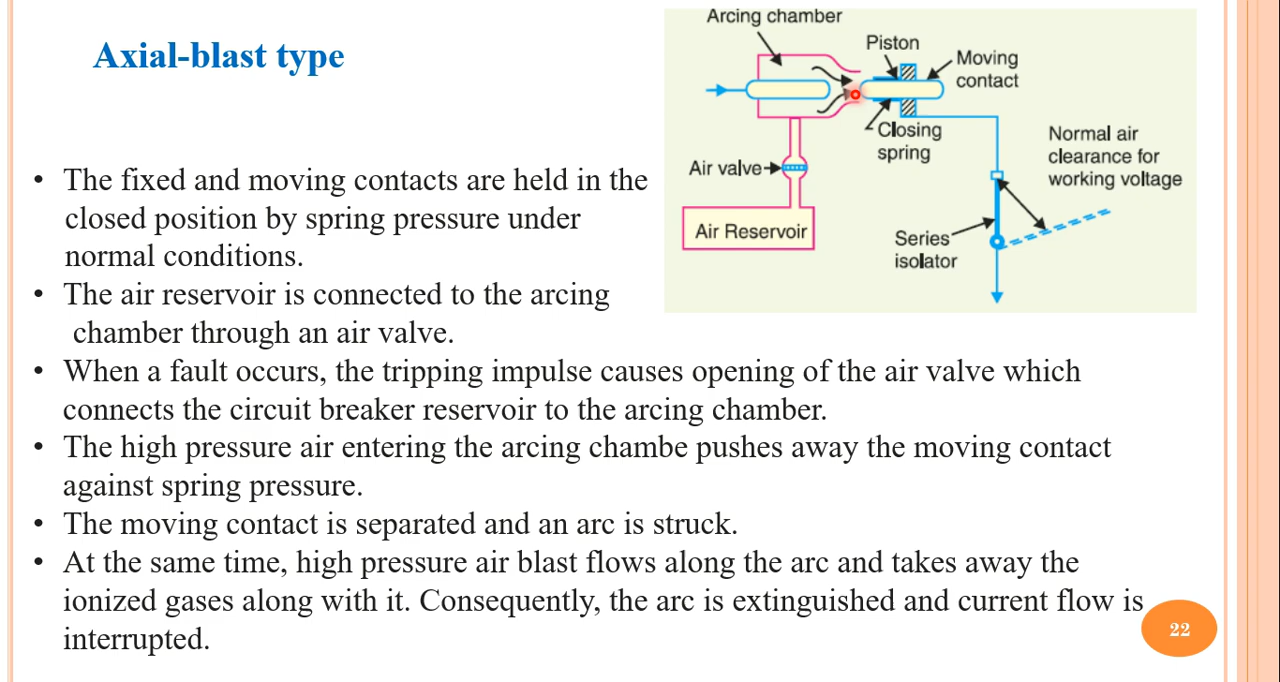 Axial-blast type
Arcing chamber
Piston
Moving
contact
Closing
spring
Normal air
clearance for
working voltage
Air valve
Air Reservoir
Series
isolator
• The fixed and moving contacts are held in the
closed position by spring pressure under
normal conditions.
• The air reservoir is connected to the arcing
chamber through an air valve.
• When a fault occurs, the tripping impulse causes opening of the air valve which
connects the circuit breaker reservoir to the arcing chamber.
• The high pressure air entering the arcing chambe pushes away the moving contact
against spring pressure.
• The moving contact is separated and an arc is struck.
• At the same time, high pressure air blast flows along the arc and takes away the
ionized gases along with it. Consequently, the arc is extinguished and current flow is
interrupted.
22